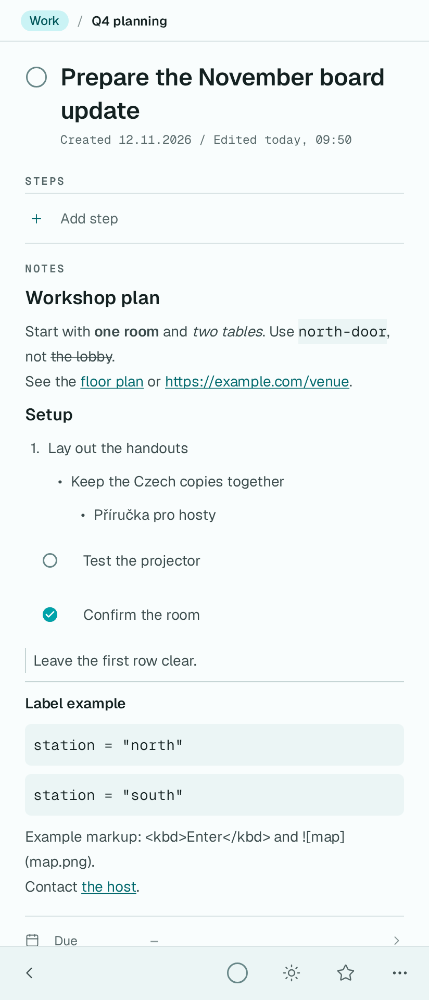 Work / Q4 planning
Prepare the November board
update
Created 12.11.2026 / Edited today, 09:50
STEPS
+ Add step
NOTES
Workshop plan
Start with one room and two tables. Use north-door,
not the lobby.
See the floor plan or https://example.com/venue.
Setup
1. Lay out the handouts
• Keep the Czech copies together
• Příručka pro hosty
Test the projector
Confirm the room
Leave the first row clear.
Label example
station = "north"
station = "south"
Example markup: <kbd>Enter</kbd> and ![map]
(map.png).
Contact the host.
Due –